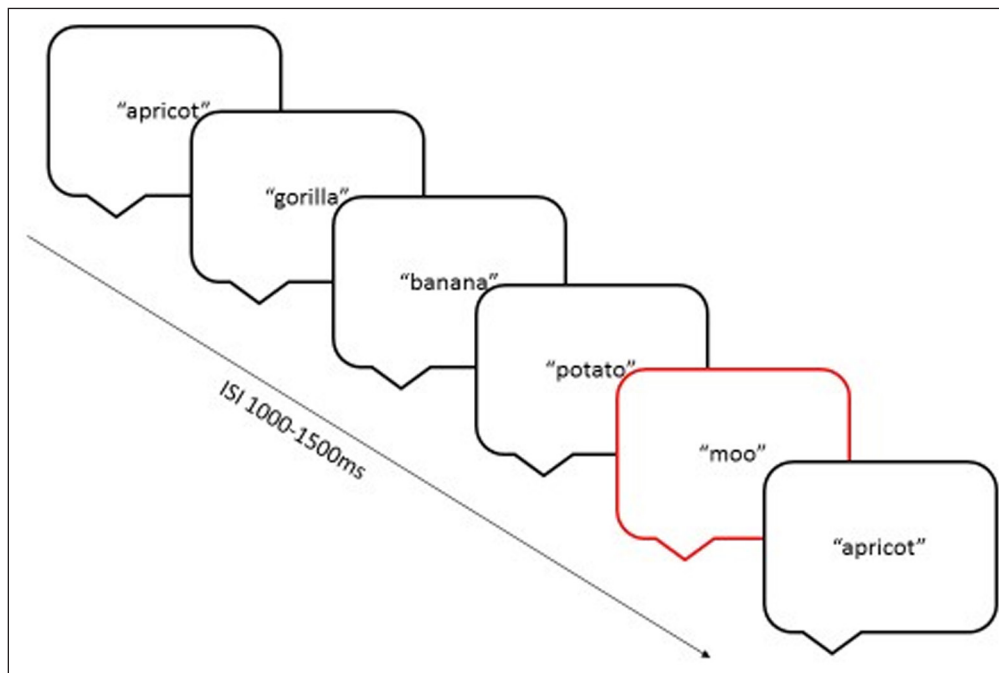 “apricot”
“gorilla”
“banana”
“potato”
“moo”
“apricot”
ISI 1000-1500ms